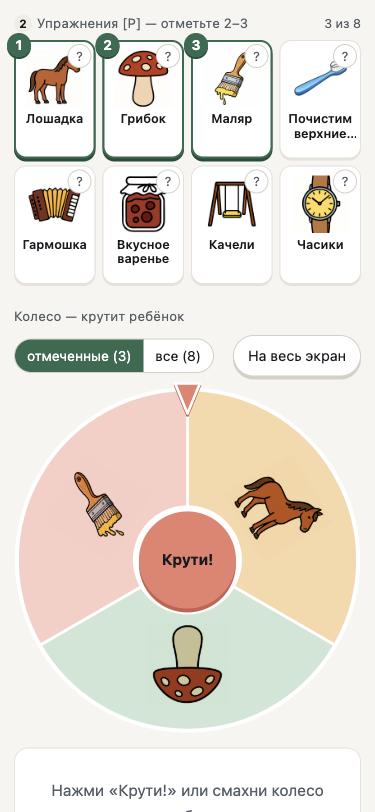 2 Упражнения [Р] — отметьте 2–3 3 из 8
1 ? 2 ? 3 ? ?
Лошадка Грибок Маляр Почистим
верхние...
? ? ? ?
Гармошка Вкусное Качели Часики
варенье
Колесо — крутит ребёнок
отмеченные (3) все (8) На весь экран
Крути!
Нажми «Крути!» или смахни колесо